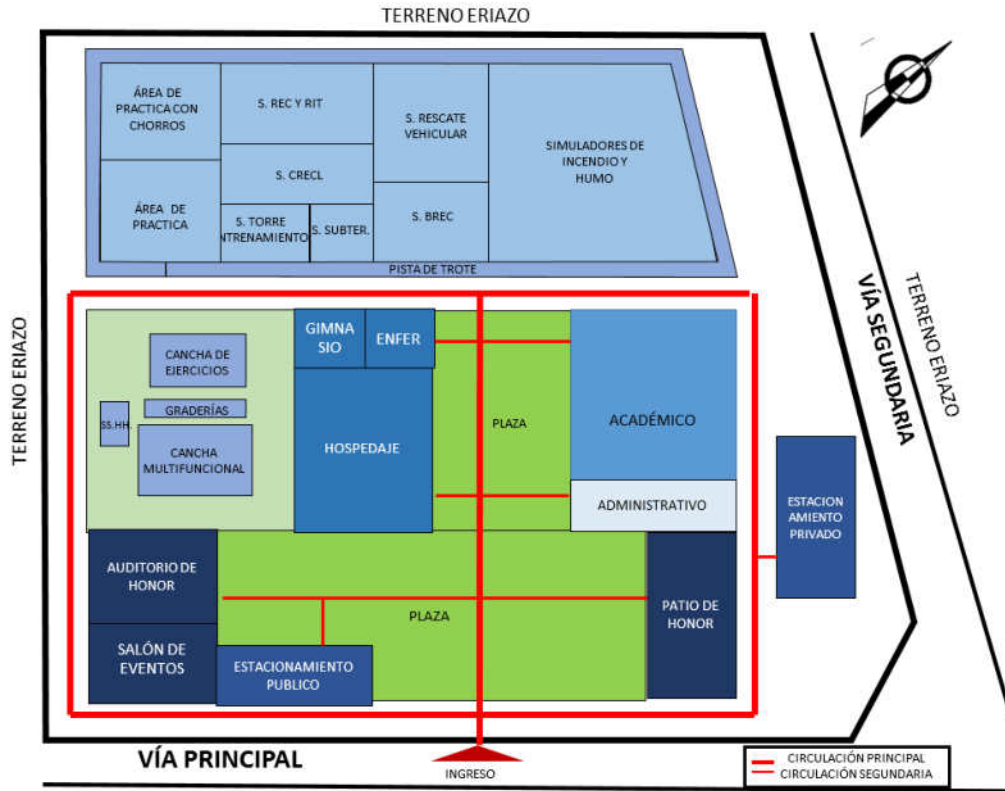 TERRENO ERIAZO
ÁREA DE
PRACTICA CON
CHORROS
S. REC Y RIT
S. RESCATE
VEHICULAR
SIMULADORES DE
INCENDIO Y
HUMO
S. CRECL
ÁREA DE
PRACTICA
S. TORRE
NTRENAMIENTO
S. SUBTER.
S. BREC
PISTA DE TROTE
TERRENO ERIAZO
VÍA SEGUNDARIA
TERRENO ERIAZO
GIMNA
SIO
ENFER
CANCHA DE
EJERCICIOS
GRADERÍAS
SS.HH.
CANCHA
MULTIFUNCIONAL
HOSPEDAJE
PLAZA
ACADÉMICO
ADMINISTRATIVO
ESTACION
AMIENTO
PRIVADO
AUDITORIO DE
HONOR
PLAZA
PATIO DE
HONOR
SALÓN DE
EVENTOS
ESTACIONAMIENTO
PUBLICO
VÍA PRINCIPAL
INGRESO
CIRCULACIÓN PRINCIPAL
CIRCULACIÓN SEGUNDARIA